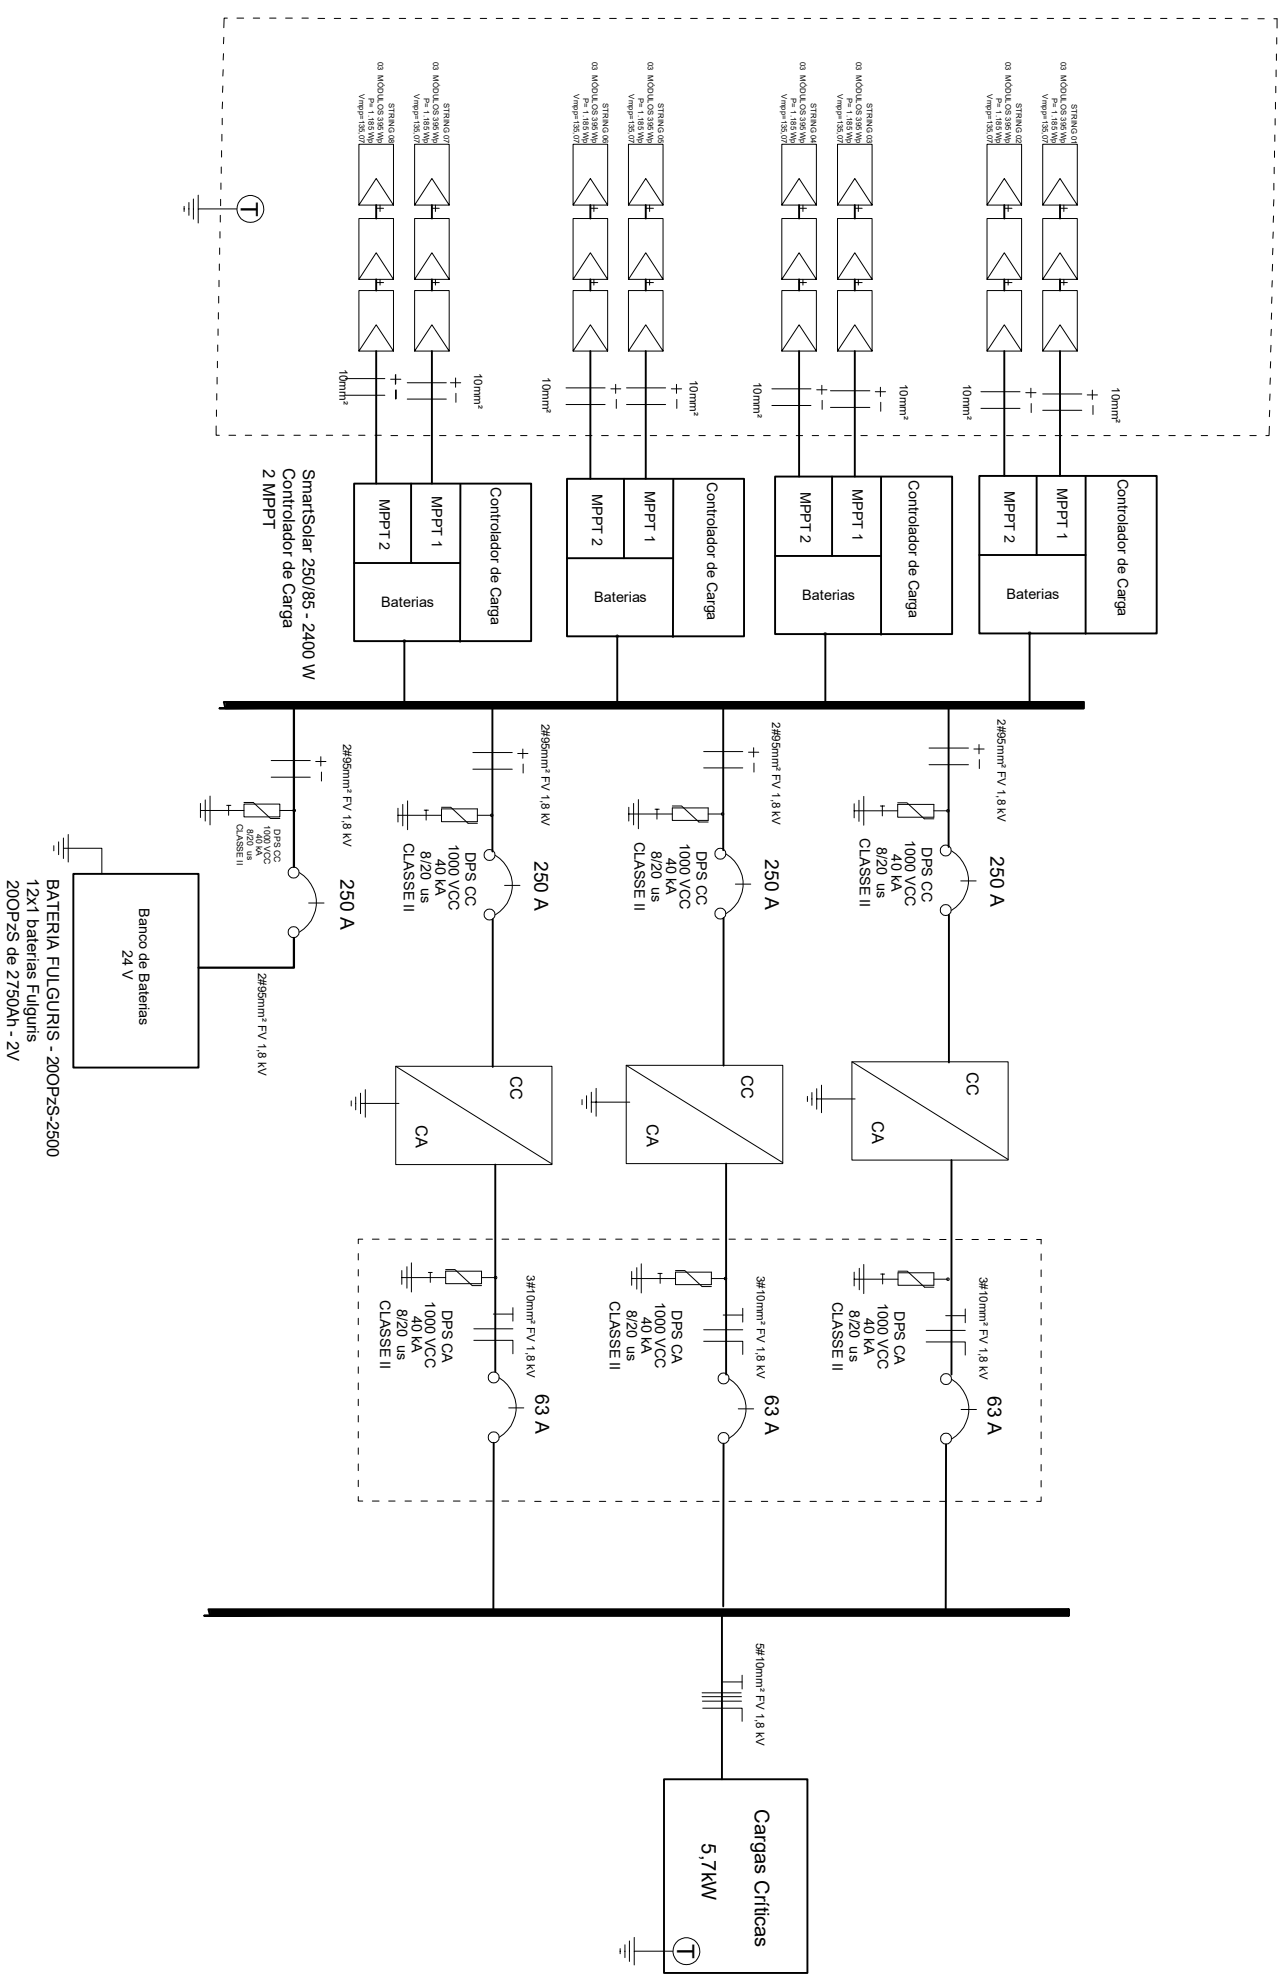 STRING 01
03 MÓDULOS 395 Wp
P= 1.185 Wp
Vmpp=135,07
+
+
+ −
10mm²
STRING 02
03 MÓDULOS 395 Wp
P= 1.185 Wp
Vmpp=135,07
+
+
+ −
10mm²
Controlador de Carga
MPPT 1
MPPT 2
Baterias
STRING 03
03 MÓDULOS 395 Wp
P= 1.185 Wp
Vmpp=135,07
+
+
+ −
10mm²
STRING 04
03 MÓDULOS 395 Wp
P= 1.185 Wp
Vmpp=135,07
+
+
+ −
10mm²
Controlador de Carga
MPPT 1
MPPT 2
Baterias
STRING 05
03 MÓDULOS 395 Wp
P= 1.185 Wp
Vmpp=135,07
+
+
+ −
10mm²
STRING 06
03 MÓDULOS 395 Wp
P= 1.185 Wp
Vmpp=135,07
+
+
+ −
10mm²
Controlador de Carga
MPPT 1
MPPT 2
Baterias
STRING 07
03 MÓDULOS 395 Wp
P= 1.185 Wp
Vmpp=135,07
+
+
+ −
10mm²
STRING 08
03 MÓDULOS 395 Wp
P= 1.185 Wp
Vmpp=135,07
+
+
+ −
10mm²
Controlador de Carga
MPPT 1
MPPT 2
Baterias
T
SmartSolar 250/85 - 2400 W
Controlador de Carga
2 MPPT
2#95mm² FV 1,8 kV
+ −
250 A
DPS CC
1000 VCC
40 kA
8/20 us
CLASSE II
CC
CA
3#10mm² FV 1,8 kV
63 A
DPS CA
1000 VCC
40 kA
8/20 us
CLASSE II
2#95mm² FV 1,8 kV
+ −
250 A
DPS CC
1000 VCC
40 kA
8/20 us
CLASSE II
CC
CA
3#10mm² FV 1,8 kV
63 A
DPS CA
1000 VCC
40 kA
8/20 us
CLASSE II
2#95mm² FV 1,8 kV
+ −
250 A
DPS CC
1000 VCC
40 kA
8/20 us
CLASSE II
CC
CA
3#10mm² FV 1,8 kV
63 A
DPS CA
1000 VCC
40 kA
8/20 us
CLASSE II
2#95mm² FV 1,8 kV
+ −
250 A
DPS CC
1000 VCC
40 kA
8/20 us
CLASSE II
2#95mm² FV 1,8 kV
Banco de Baterias
24 V
BATERIA FULGURIS - 20OPzS-2500
12x1 baterias Fulguris
20OPzS de 2750Ah - 2V
5#10mm² FV 1,8 kV
Cargas Críticas
5,7kW
T